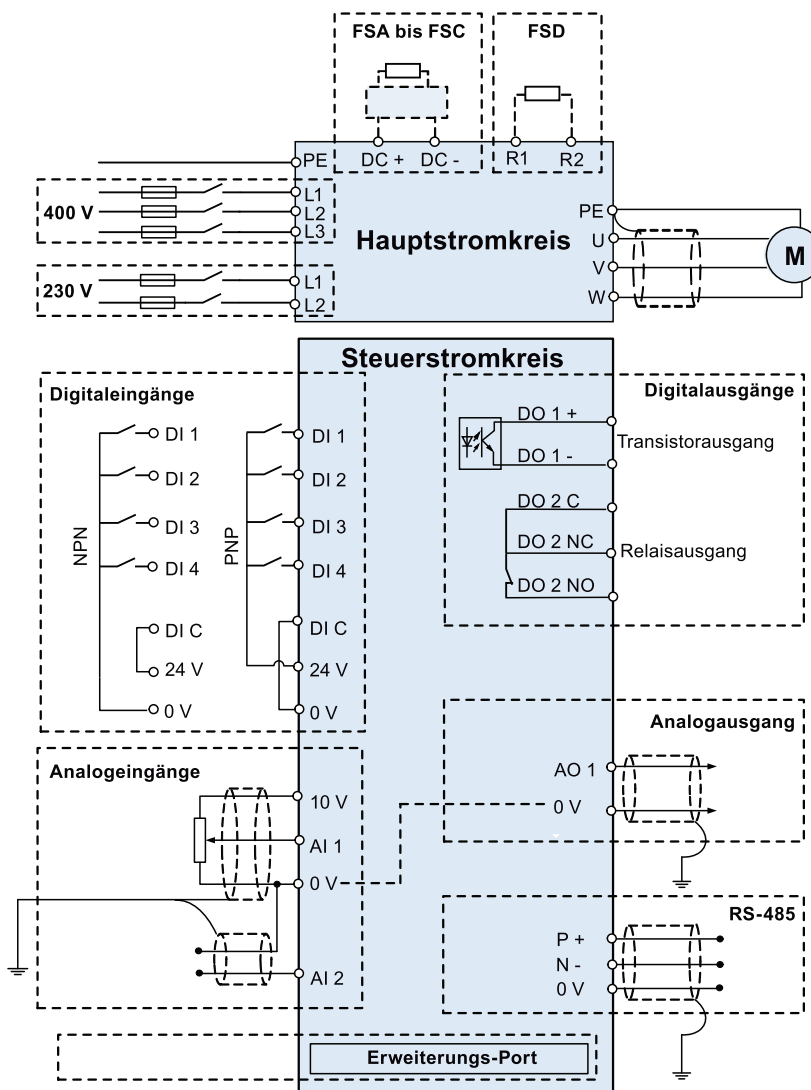 FSA bis FSC
FSD
PE
DC +
DC -
R1
R2
400 V
L1
L2
L3
Hauptstromkreis
PE
U
V
W
M
230 V
L1
L2
Steuerstromkreis
Digitaleingänge
NPN
DI 1
DI 2
DI 3
DI 4
DI C
24 V
0 V
PNP
DI 1
DI 2
DI 3
DI 4
DI C
24 V
0 V
Digitalausgänge
DO 1 +
Transistorausgang
DO 1 -
DO 2 C
DO 2 NC
Relaisausgang
DO 2 NO
Analogausgang
AO 1
0 V
Analogeingänge
10 V
AI 1
0 V
AI 2
RS-485
P +
N -
0 V
Erweiterungs-Port